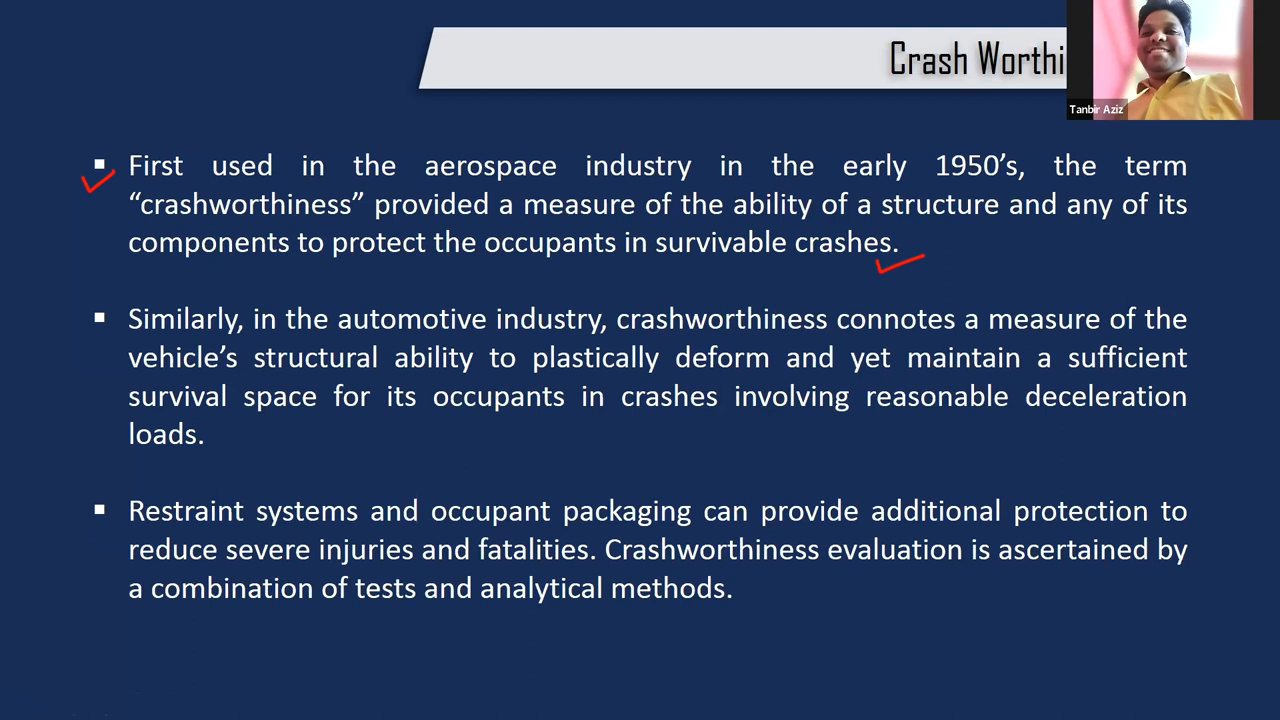 Crash Worthi
Tanbir Aziz
First used in the aerospace industry in the early 1950’s, the term
“crashworthiness” provided a measure of the ability of a structure and any of its
components to protect the occupants in survivable crashes.
Similarly, in the automotive industry, crashworthiness connotes a measure of the
vehicle’s structural ability to plastically deform and yet maintain a sufficient
survival space for its occupants in crashes involving reasonable deceleration
loads.
Restraint systems and occupant packaging can provide additional protection to
reduce severe injuries and fatalities. Crashworthiness evaluation is ascertained by
a combination of tests and analytical methods.